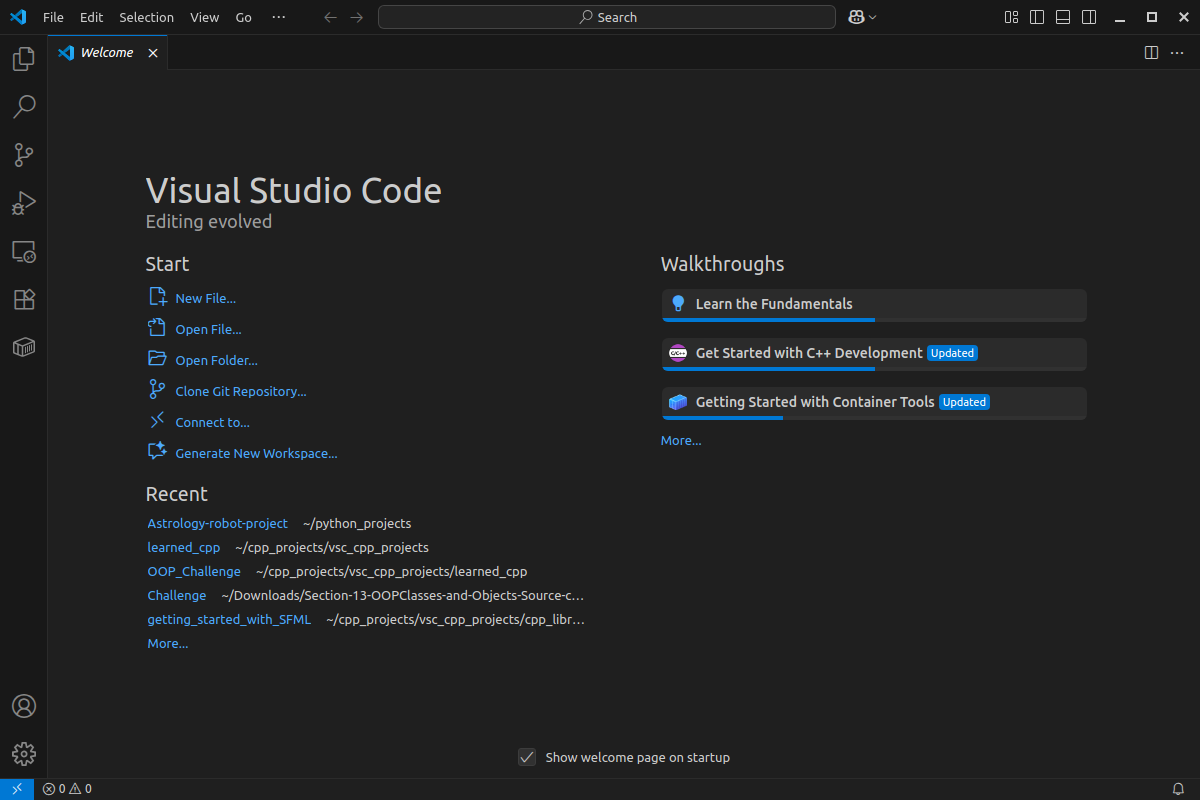 File Edit Selection View Go ··· Search
Welcome
Visual Studio Code
Editing evolved
Start
New File...
Open File...
Open Folder...
Clone Git Repository...
Connect to...
Generate New Workspace...
Recent
Astrology-robot-project ~/python_projects
learned_cpp ~/cpp_projects/vsc_cpp_projects
OOP_Challenge ~/cpp_projects/vsc_cpp_projects/learned_cpp
Challenge ~/Downloads/Section-13-OOPClasses-and-Objects-Source-c...
getting_started_with_SFML ~/cpp_projects/vsc_cpp_projects/cpp_libr...
More...
Walkthroughs
Learn the Fundamentals
C/C++ Get Started with C++ Development Updated
Getting Started with Container Tools Updated
More...
Show welcome page on startup
0 0